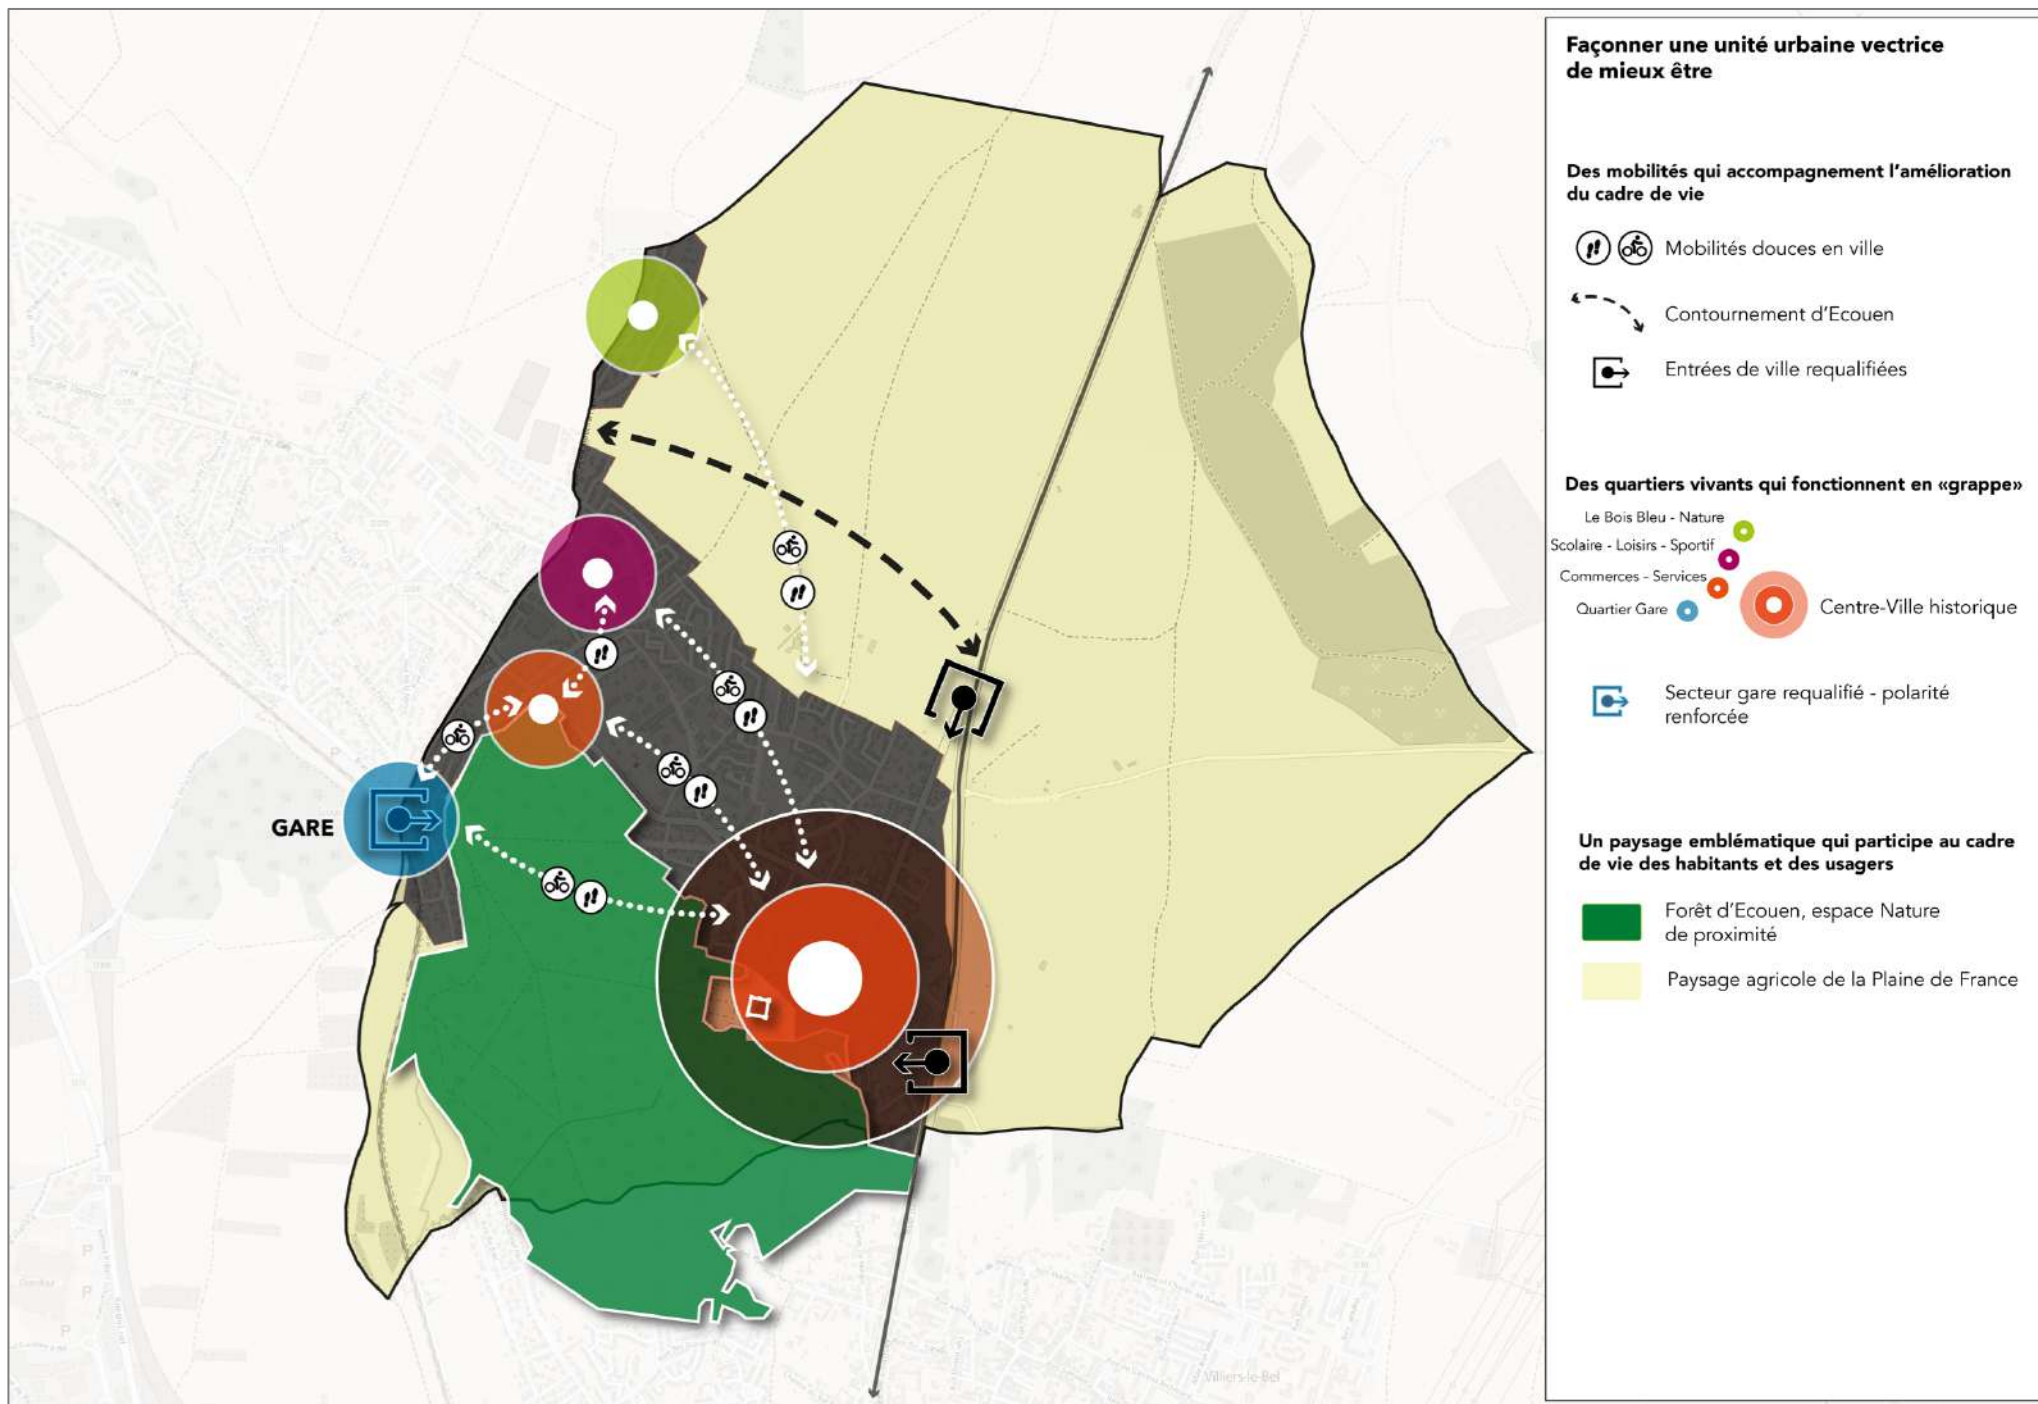 Façonner une unité urbaine vectrice
de mieux être
Des mobilités qui accompagnement l'amélioration
du cadre de vie
Mobilités douces en ville
Contournement d'Ecouen
Entrées de ville requalifiées
Des quartiers vivants qui fonctionnent en «grappe»
Le Bois Bleu - Nature
Scolaire - Loisirs - Sportif
Commerces - Services
Quartier Gare
Centre-Ville historique
Secteur gare requalifié - polarité
renforcée
Un paysage emblématique qui participe au cadre
de vie des habitants et des usagers
Forêt d'Ecouen, espace Nature
de proximité
Paysage agricole de la Plaine de France
GARE
Villiers-le-Bel
P
P
P
P